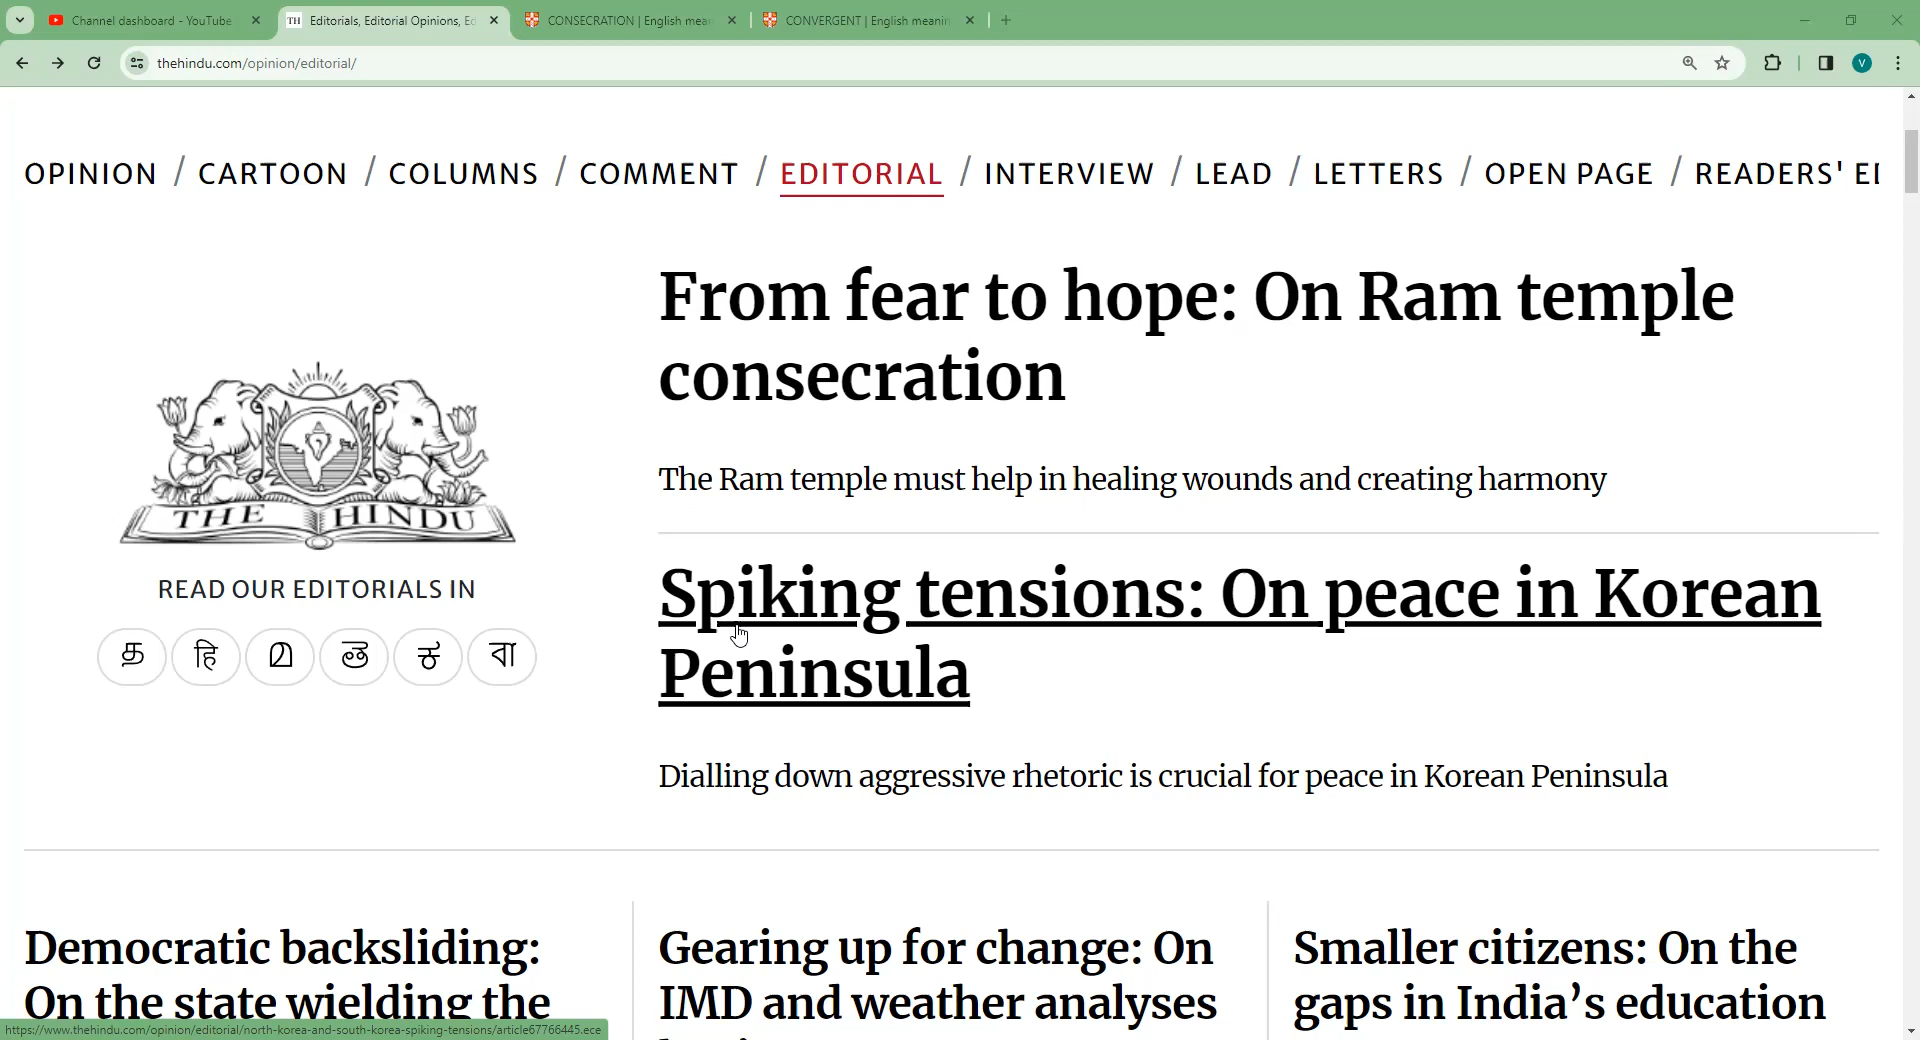 Channel dashboard - YouTube
Editorials, Editorial Opinions, Ed
CONSECRATION | English mean
CONVERGENT | English meanin
thehindu.com/opinion/editorial/
V
OPINION / CARTOON / COLUMNS / COMMENT / EDITORIAL / INTERVIEW / LEAD / LETTERS / OPEN PAGE / READERS' ED
From fear to hope: On Ram temple
consecration
The Ram temple must help in healing wounds and creating harmony
THE HINDU
READ OUR EDITORIALS IN
த हि മ తె ಕ বা
Spiking tensions: On peace in Korean
Peninsula
Dialling down aggressive rhetoric is crucial for peace in Korean Peninsula
Democratic backsliding:
On the state wielding the
Gearing up for change: On
IMD and weather analyses
Smaller citizens: On the
gaps in India’s education
https://www.thehindu.com/opinion/editorial/north-korea-and-south-korea-spiking-tensions/article67766445.ece